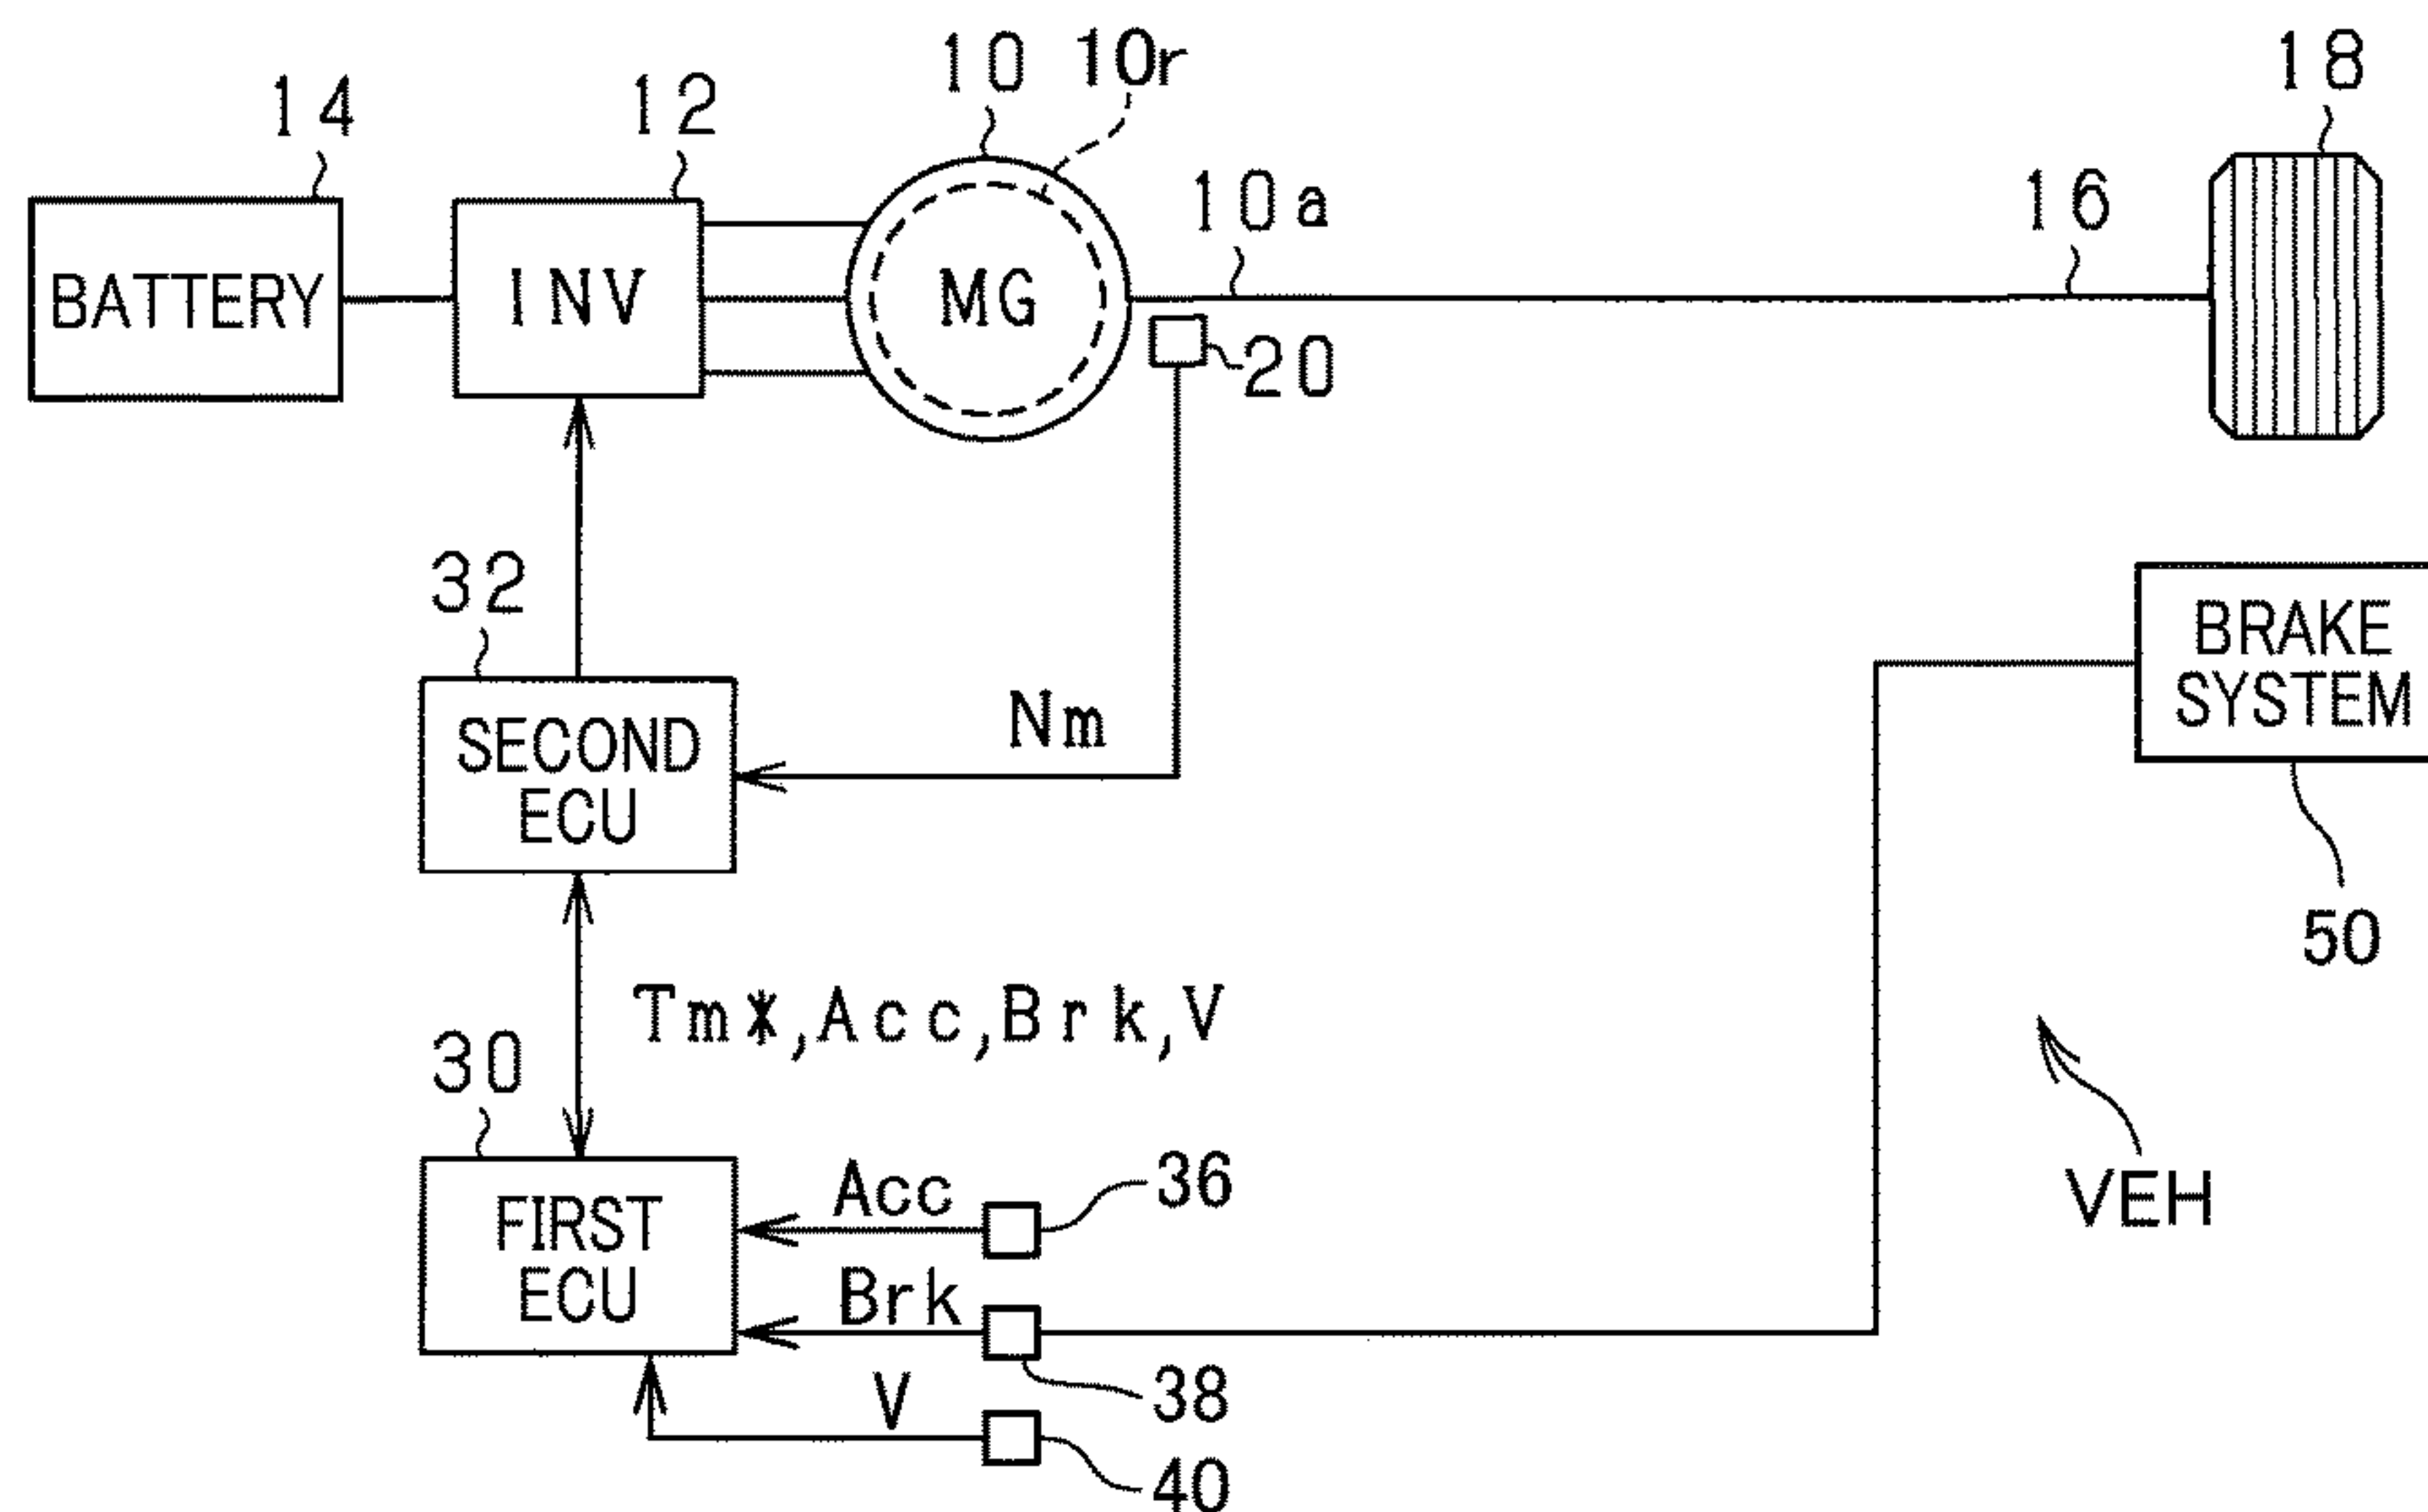 10 10r 18
14 12
10a 16
BATTERY INV MG
20
32
BRAKE
SYSTEM
Nm
SECOND
ECU
50
Tm*,Acc,Brk,V
30
Acc 36
VEH
FIRST
ECU
Brk
38
V
40